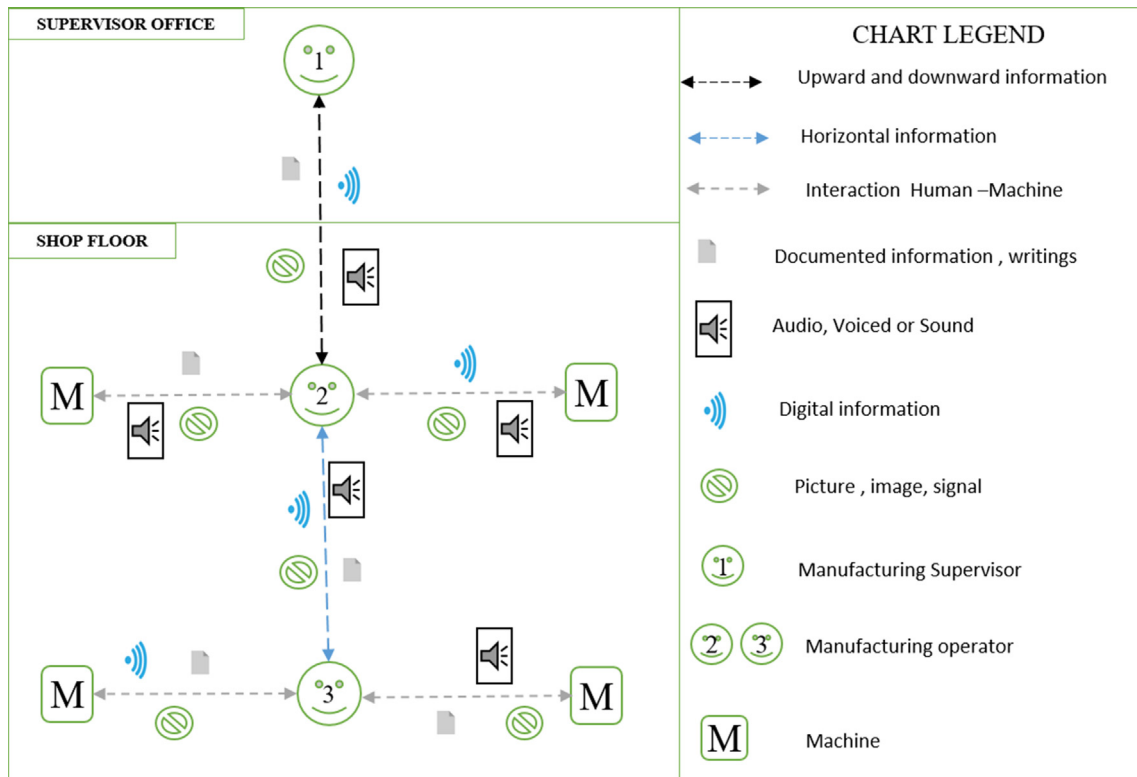 SUPERVISOR OFFICE
1
SHOP FLOOR
M
2
M
M
3
M
CHART LEGEND
Upward and downward information
Horizontal information
Interaction Human –Machine
Documented information , writings
Audio, Voiced or Sound
Digital information
Picture , image, signal
1 Manufacturing Supervisor
2 3 Manufacturing operator
M Machine